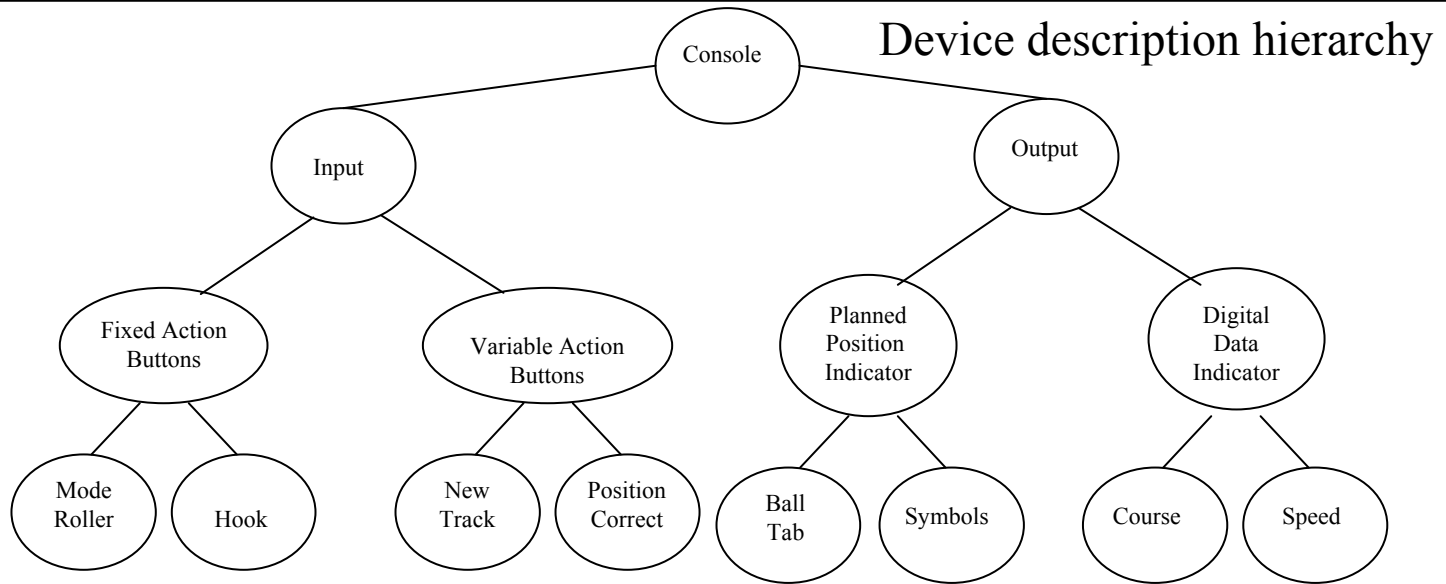 Device description hierarchy
Console
Input
Output
Fixed Action
Buttons
Variable Action
Buttons
Planned
Position
Indicator
Digital
Data
Indicator
Mode
Roller
Hook
New
Track
Position
Correct
Ball
Tab
Symbols
Course
Speed